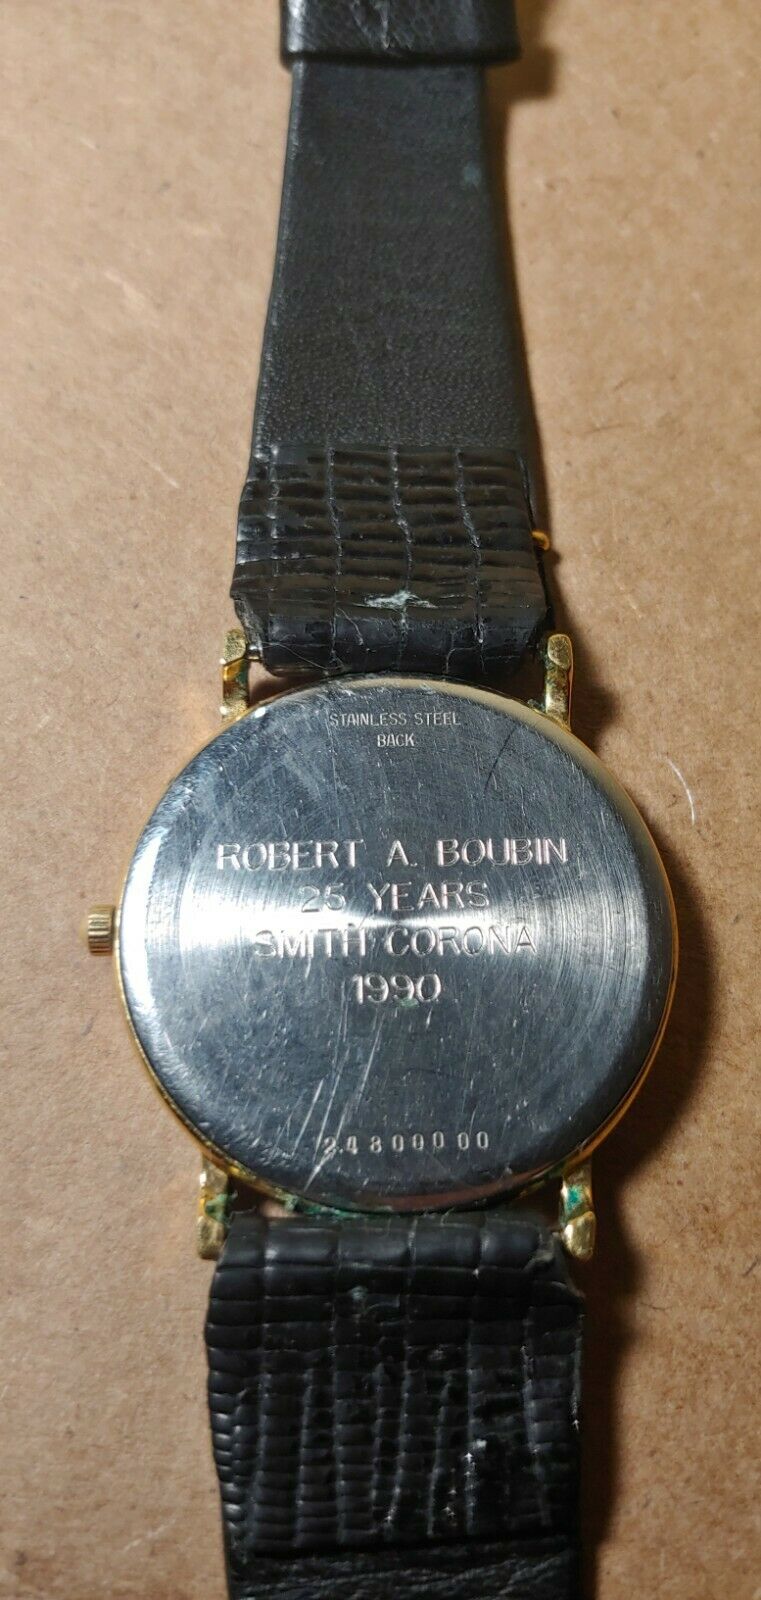 STAINLESS STEEL
BACK
ROBERT A. BOUBIN
25 YEARS
SMITH CORONA
1990
24800000